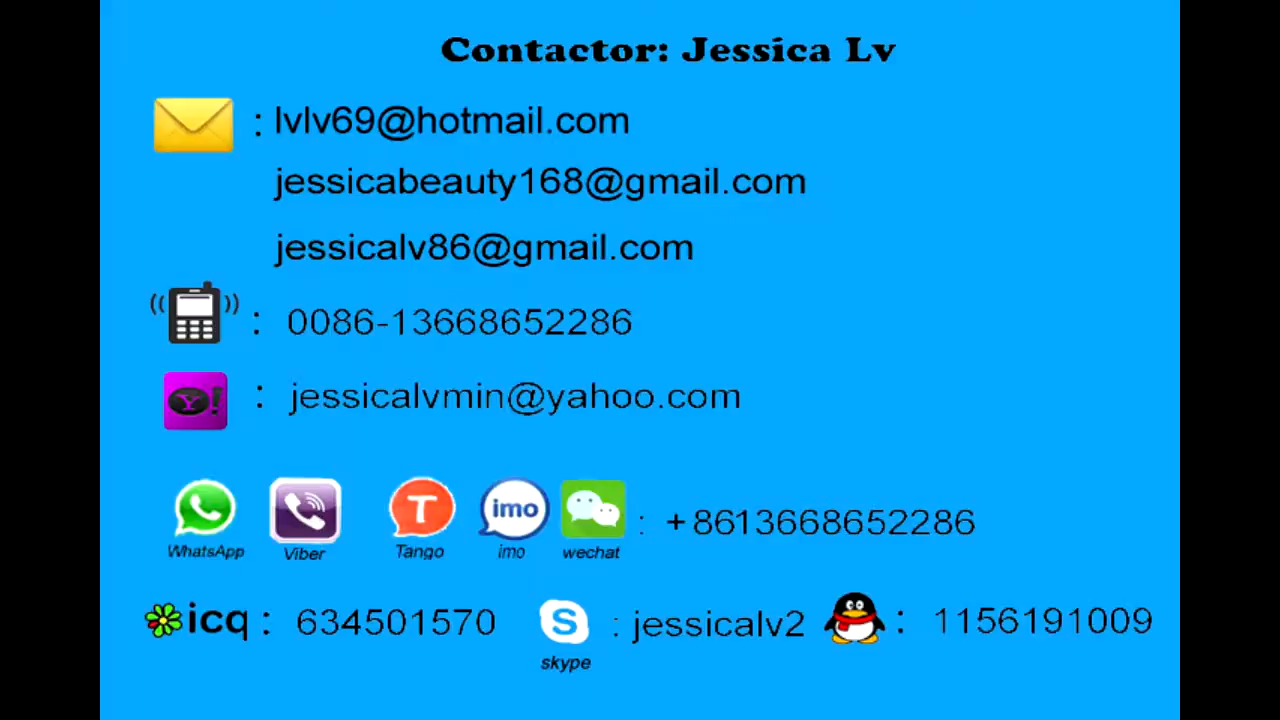 Contactor: Jessica Lv
: lvlv69@hotmail.com
jessicabeauty168@gmail.com
jessicalv86@gmail.com
: 0086-13668652286
Y! : jessicalvmin@yahoo.com
T imo : +8613668652286
WhatsApp Viber Tango imo wechat
icq : 634501570 S : jessicalv2 : 1156191009
skype